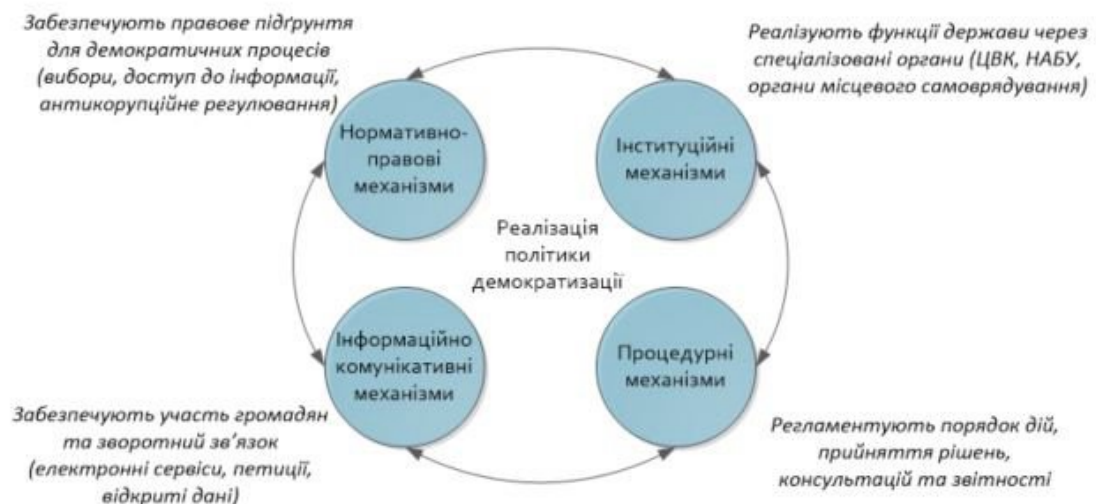 Забезпечують правове підґрунтя
для демократичних процесів
(вибори, доступ до інформації,
антикорупційне регулювання)
Реалізують функції держави через
спеціалізовані органи (ЦВК, НАБУ,
органи місцевого самоврядування)
Нормативно-
правові
механізми
Інституційні
механізми
Реалізація
політики
демократизації
Інформаційно
комунікативні
механізми
Процедурні
механізми
Забезпечують участь громадян
та зворотний зв’язок
(електронні сервіси, петиції,
відкриті дані)
Регламентують порядок дій,
прийняття рішень,
консультацій та звітності